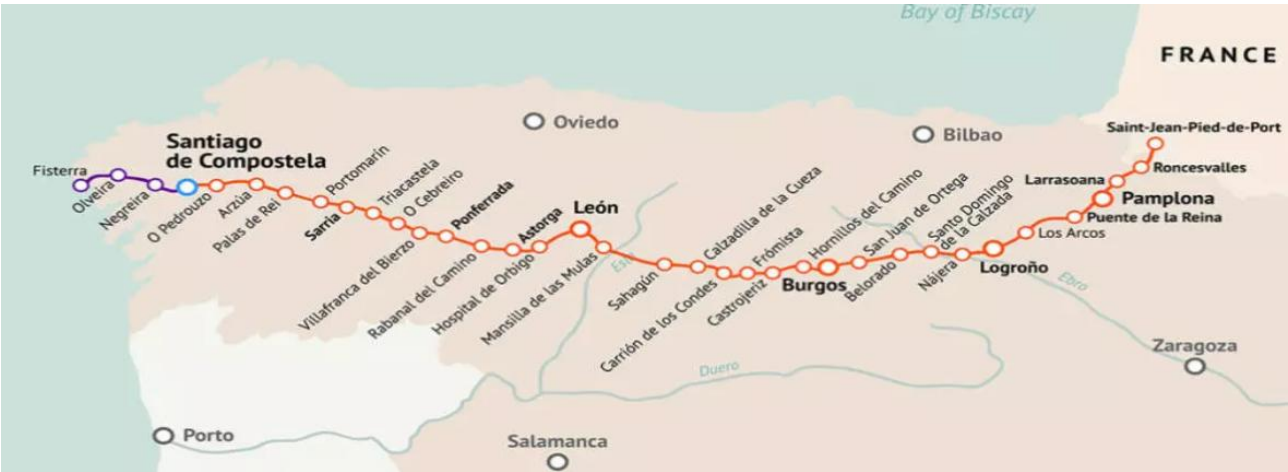 Bay of Biscay
FRANCE
Oviedo
Bilbao
Saint-Jean-Pied-de-Port
Roncesvalles
Larrasoana
Pamplona
Puente de la Reina
Los Arcos
Logroño
Nájera
Santo Domingo
de la Calzada
Belorado
San Juan de Ortega
Burgos
Hornillos del Camino
Castrojeriz
Frómista
Carrión de los Condes
Calzadilla de la Cueza
Sahagún
Esla
Mansilla de las Mulas
León
Hospital de Orbigo
Astorga
Rabanal del Camino
Ponferrada
Villafranca del Bierzo
O Cebreiro
Triacastela
Sarria
Portomarín
Palas de Rei
Arzúa
O Pedrouzo
Santiago
de Compostela
Negreira
Olveira
Fisterra
Ebro
Zaragoza
Duero
Porto
Salamanca